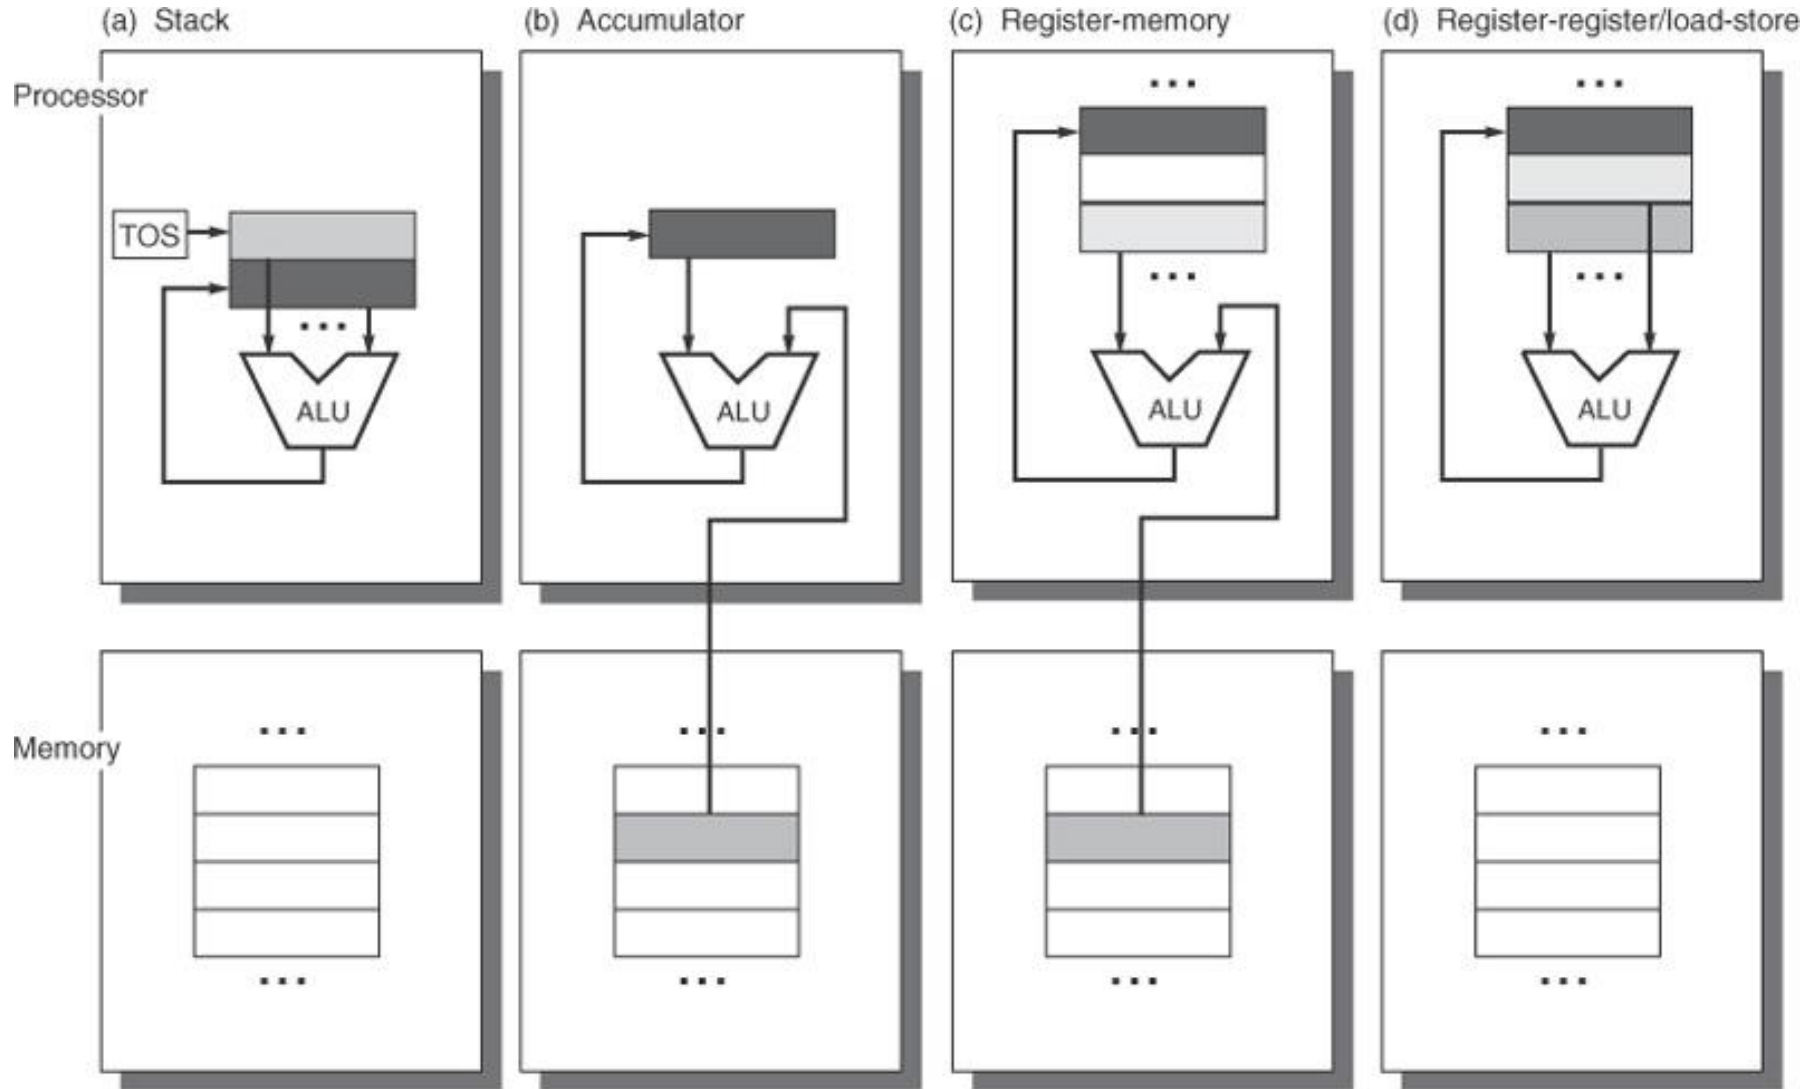 (a) Stack
(b) Accumulator
(c) Register-memory
(d) Register-register/load-store
Processor
...
...
TOS
...
...
...
ALU
ALU
ALU
ALU
Memory
...
...
...
...
...
...
...
...